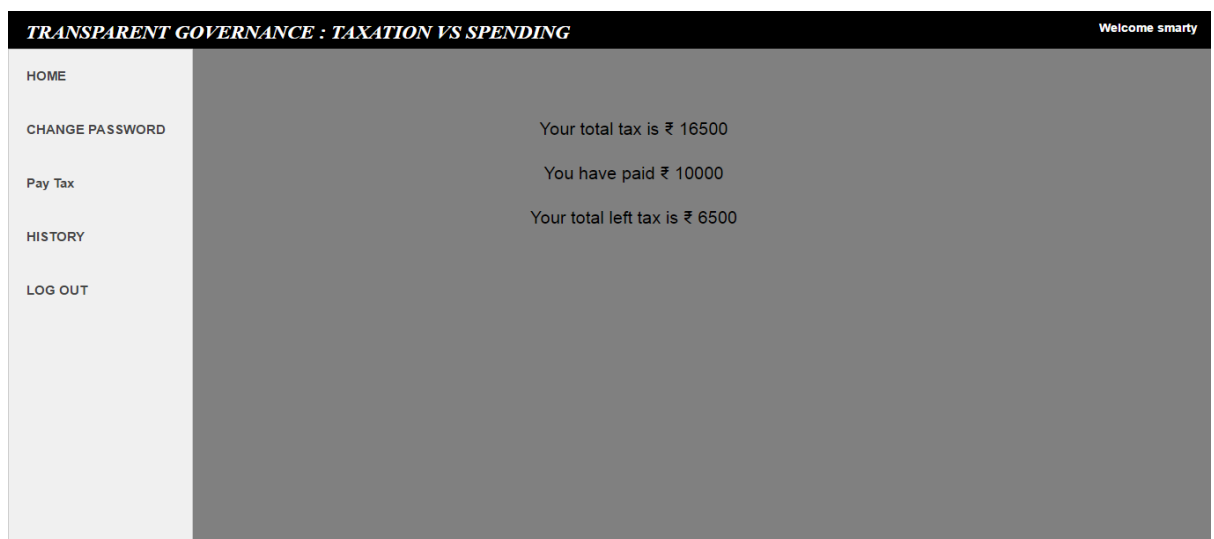 TRANSPARENT GOVERNANCE : TAXATION VS SPENDING
Welcome smarty
HOME
CHANGE PASSWORD
Pay Tax
HISTORY
LOG OUT
Your total tax is ₹ 16500
You have paid ₹ 10000
Your total left tax is ₹ 6500